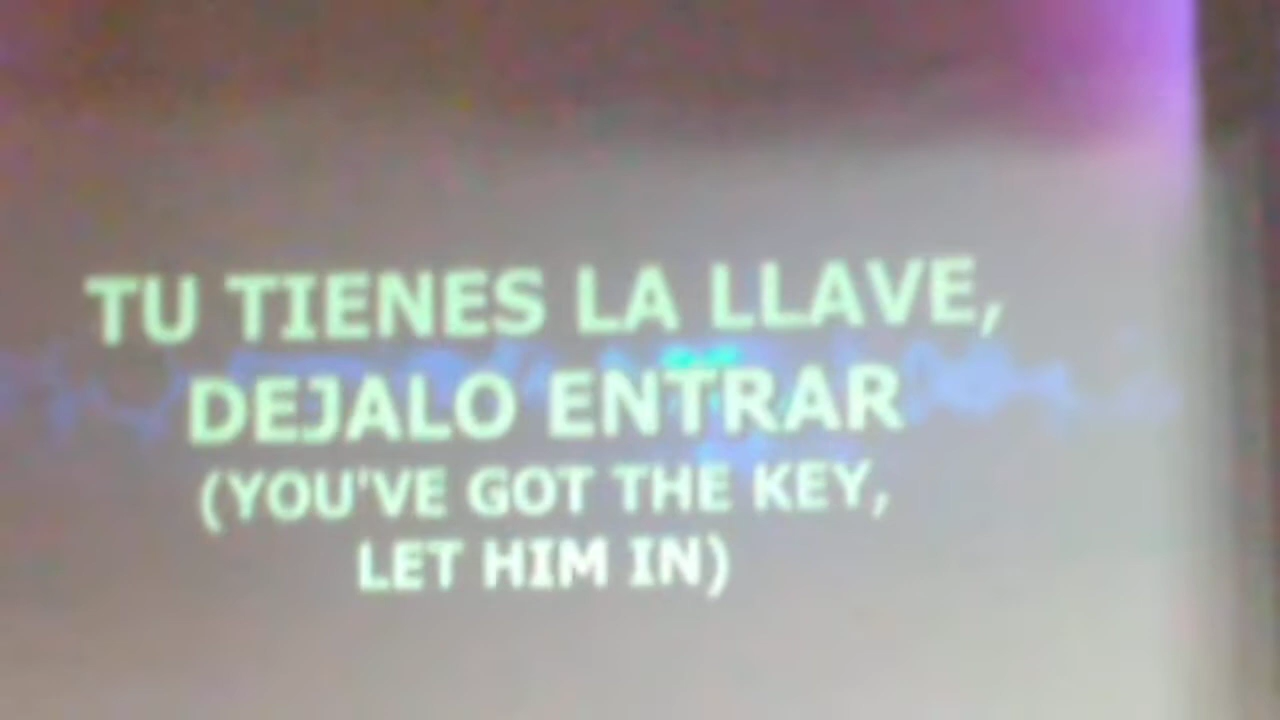 TU TIENES LA LLAVE,
DEJALO ENTRAR
(YOU'VE GOT THE KEY,
LET HIM IN)